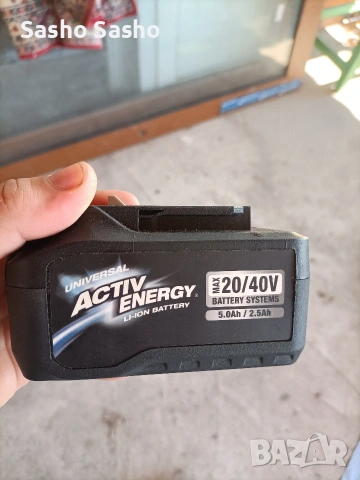 Sasho Sasho
UNIVERSAL
ACTIV ENERGY®
LI-ION BATTERY
MAX 20/40V
BATTERY SYSTEMS
5.0Ah / 2.5Ah
BAZAR